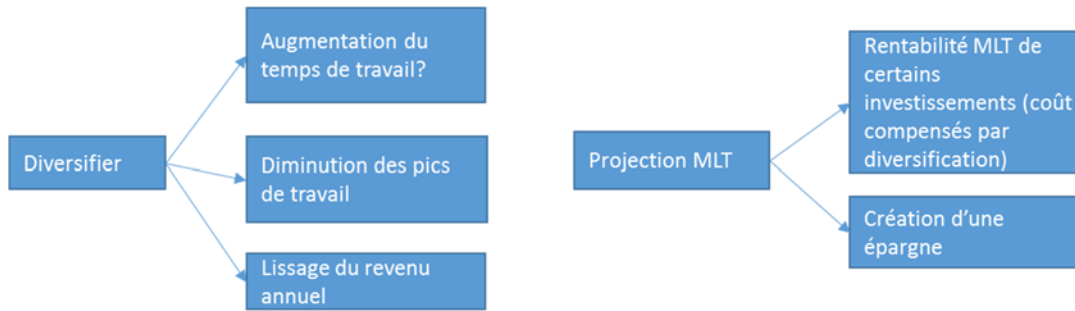 Diversifier
Augmentation du
temps de travail?
Diminution des pics
de travail
Lissage du revenu
annuel
Projection MLT
Rentabilité MLT de
certains
investissements (coût
compensés par
diversification)
Création d’une
épargne